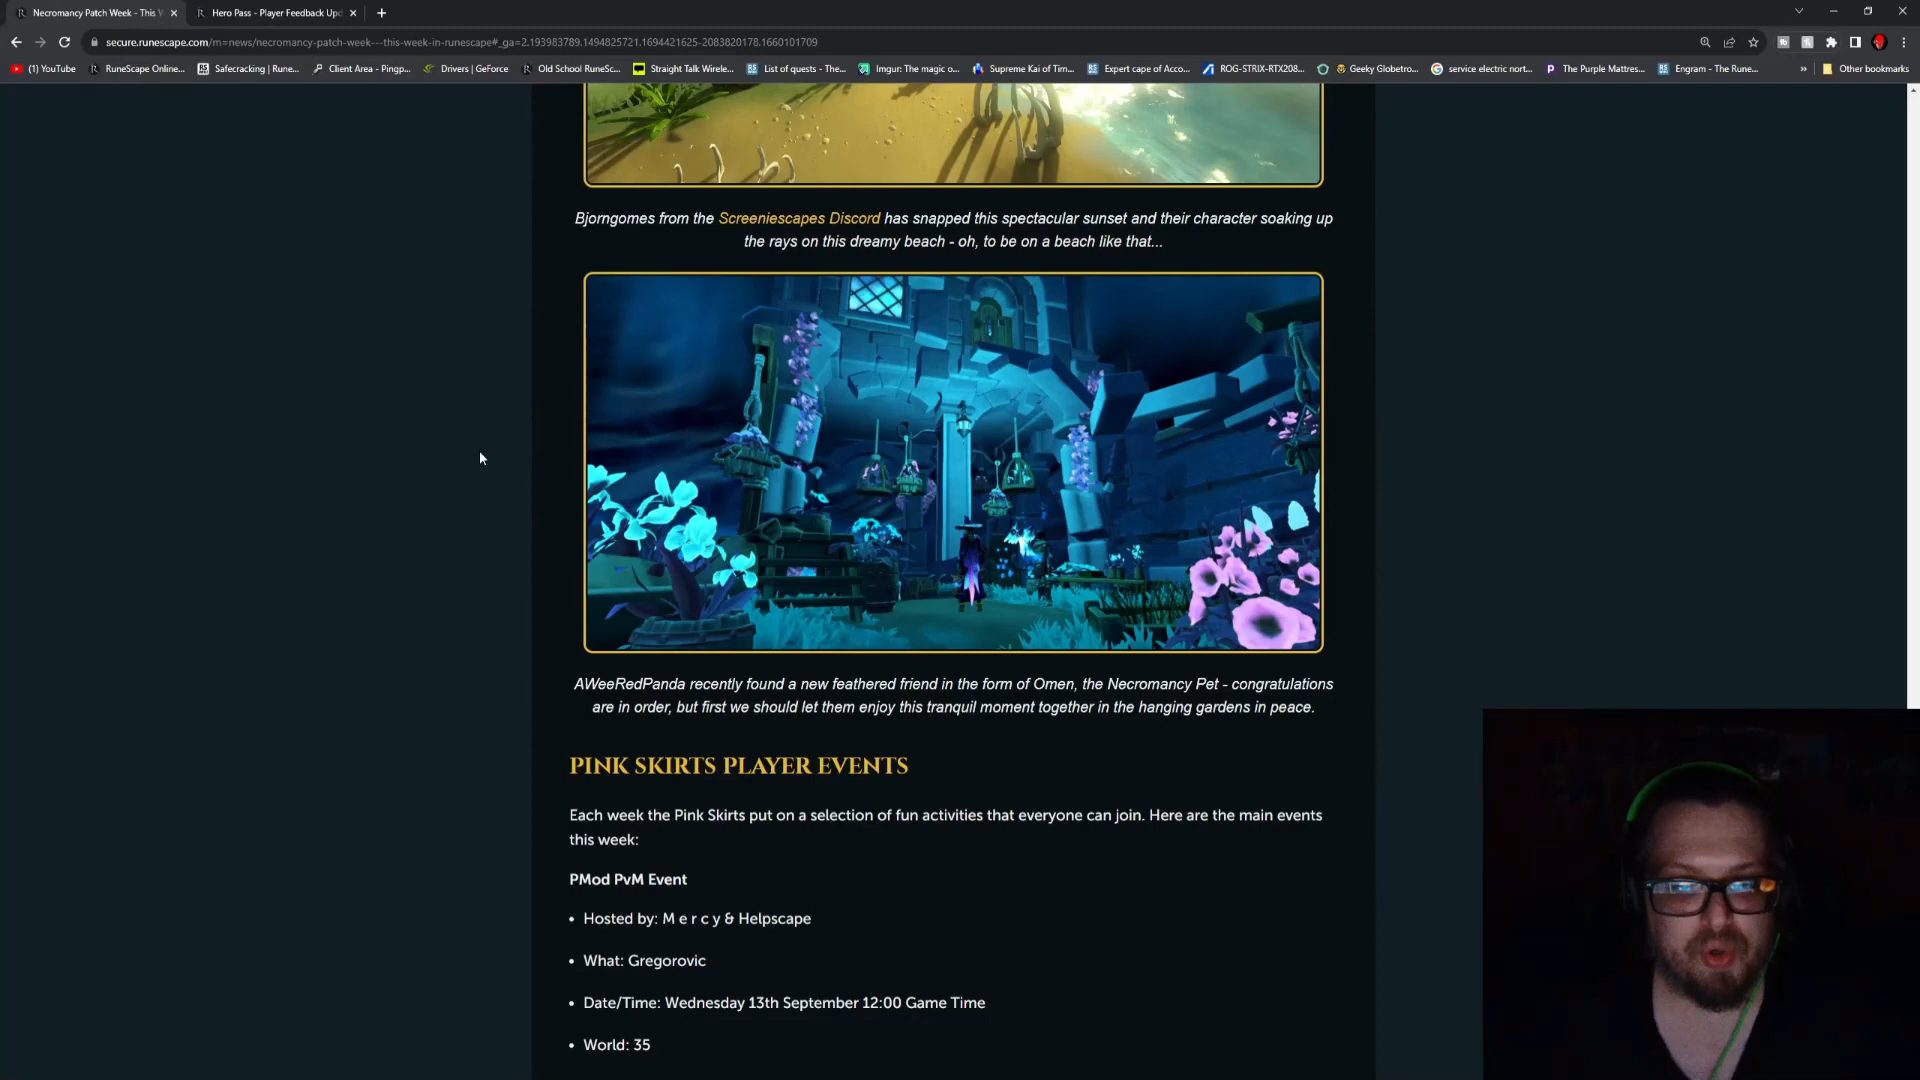 Necromancy Patch Week - This W
Hero Pass - Player Feedback Upd
secure.runescape.com/m=news/necromancy-patch-week---this-week-in-runescape#_ga=2.193983789.1494825721.1694421625-2083820178.1660101709
(1) YouTube
RuneScape Online...
Safecracking | Rune...
Client Area - Pingp...
Drivers | GeForce
Old School RuneSc...
Straight Talk Wirele...
List of quests - The...
Imgur: The magic o...
Supreme Kai of Tim...
Expert cape of Acco...
ROG-STRIX-RTX208...
Geeky Globetro...
service electric nort...
The Purple Mattres...
Engram - The Rune...
»
Other bookmarks
Bjorngomes from the Screeniescapes Discord has snapped this spectacular sunset and their character soaking up
the rays on this dreamy beach - oh, to be on a beach like that...
AWeeRedPanda recently found a new feathered friend in the form of Omen, the Necromancy Pet - congratulations
are in order, but first we should let them enjoy this tranquil moment together in the hanging gardens in peace.
PINK SKIRTS PLAYER EVENTS
Each week the Pink Skirts put on a selection of fun activities that everyone can join. Here are the main events
this week:
PMod PvM Event
• Hosted by: M e r c y & Helpscape
• What: Gregorovic
• Date/Time: Wednesday 13th September 12:00 Game Time
• World: 35